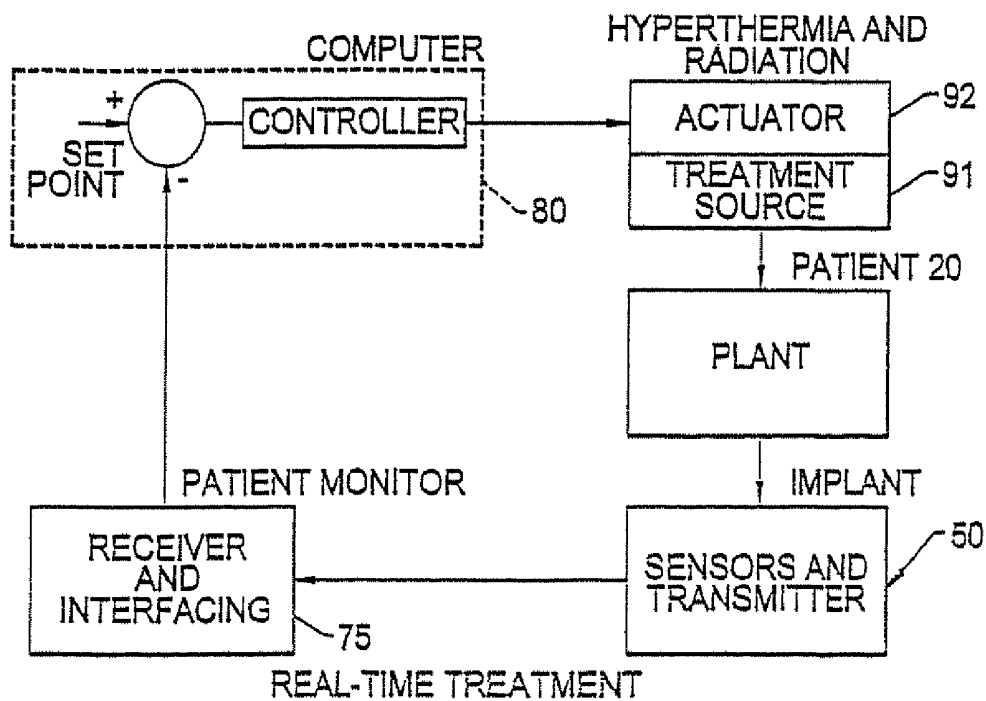 COMPUTER
HYPERTHERMIA AND
RADIATION
+
SET
POINT
-
CONTROLLER
80
ACTUATOR
92
TREATMENT
SOURCE
91
PATIENT 20
PLANT
PATIENT MONITOR
IMPLANT
RECEIVER
AND
INTERFACING
75
SENSORS AND
TRANSMITTER
50
REAL-TIME TREATMENT